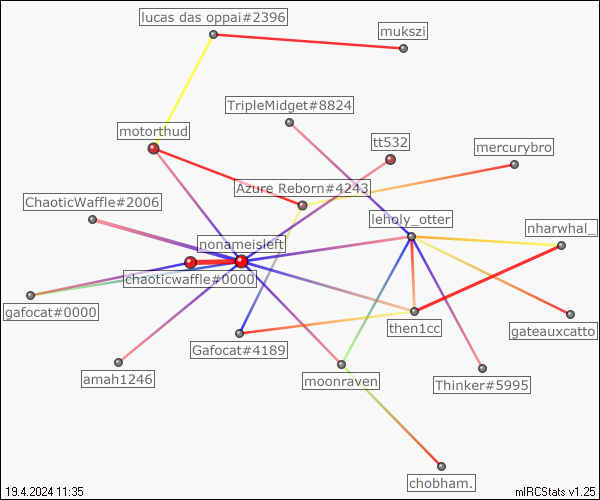 lucas das oppai#2396
mukszi
TripleMidget#8824
motorthud
tt532
mercurybro
Azure Reborn#4243
ChaoticWaffle#2006
leholy_otter
nharwhal_
nonameisleft
chaoticwaffle#0000
gafocat#0000
then1cc
gateauxcatto
Gafocat#4189
amah1246
moonraven
Thinker#5995
chobham.
19.4.2024 11:35
mIRCStats v1.25